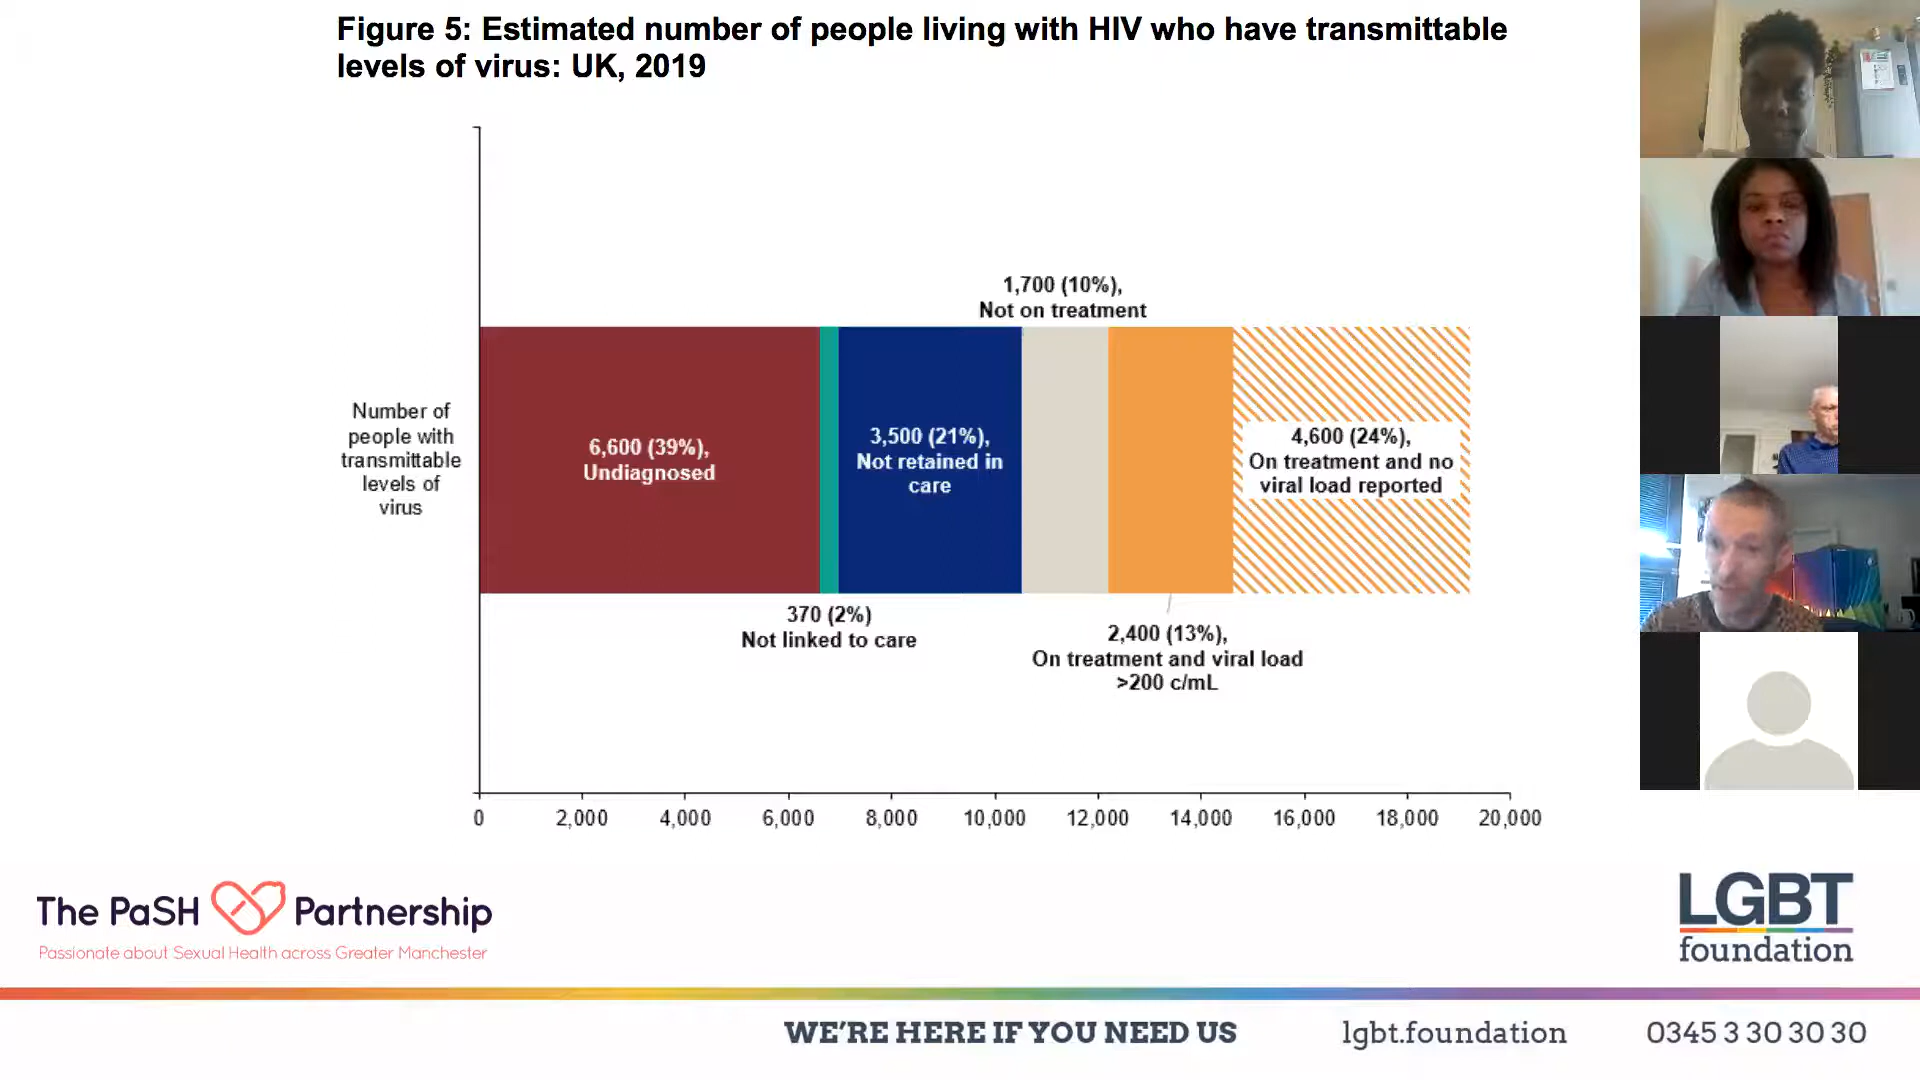 Figure 5: Estimated number of people living with HIV who have transmittable
levels of virus: UK, 2019
1,700 (10%),
Not on treatment
Number of
people with
transmittable
levels of
virus
6,600 (39%),
Undiagnosed
3,500 (21%),
Not retained in
care
4,600 (24%),
On treatment and no
viral load reported
370 (2%)
Not linked to care
2,400 (13%),
On treatment and viral load
>200 c/mL
0 2,000 4,000 6,000 8,000 10,000 12,000 14,000 16,000 18,000 20,000
The PaSH Partnership
Passionate about Sexual Health across Greater Manchester
LGBT
foundation
WE'RE HERE IF YOU NEED US lgbt.foundation 0345 3 30 30 30